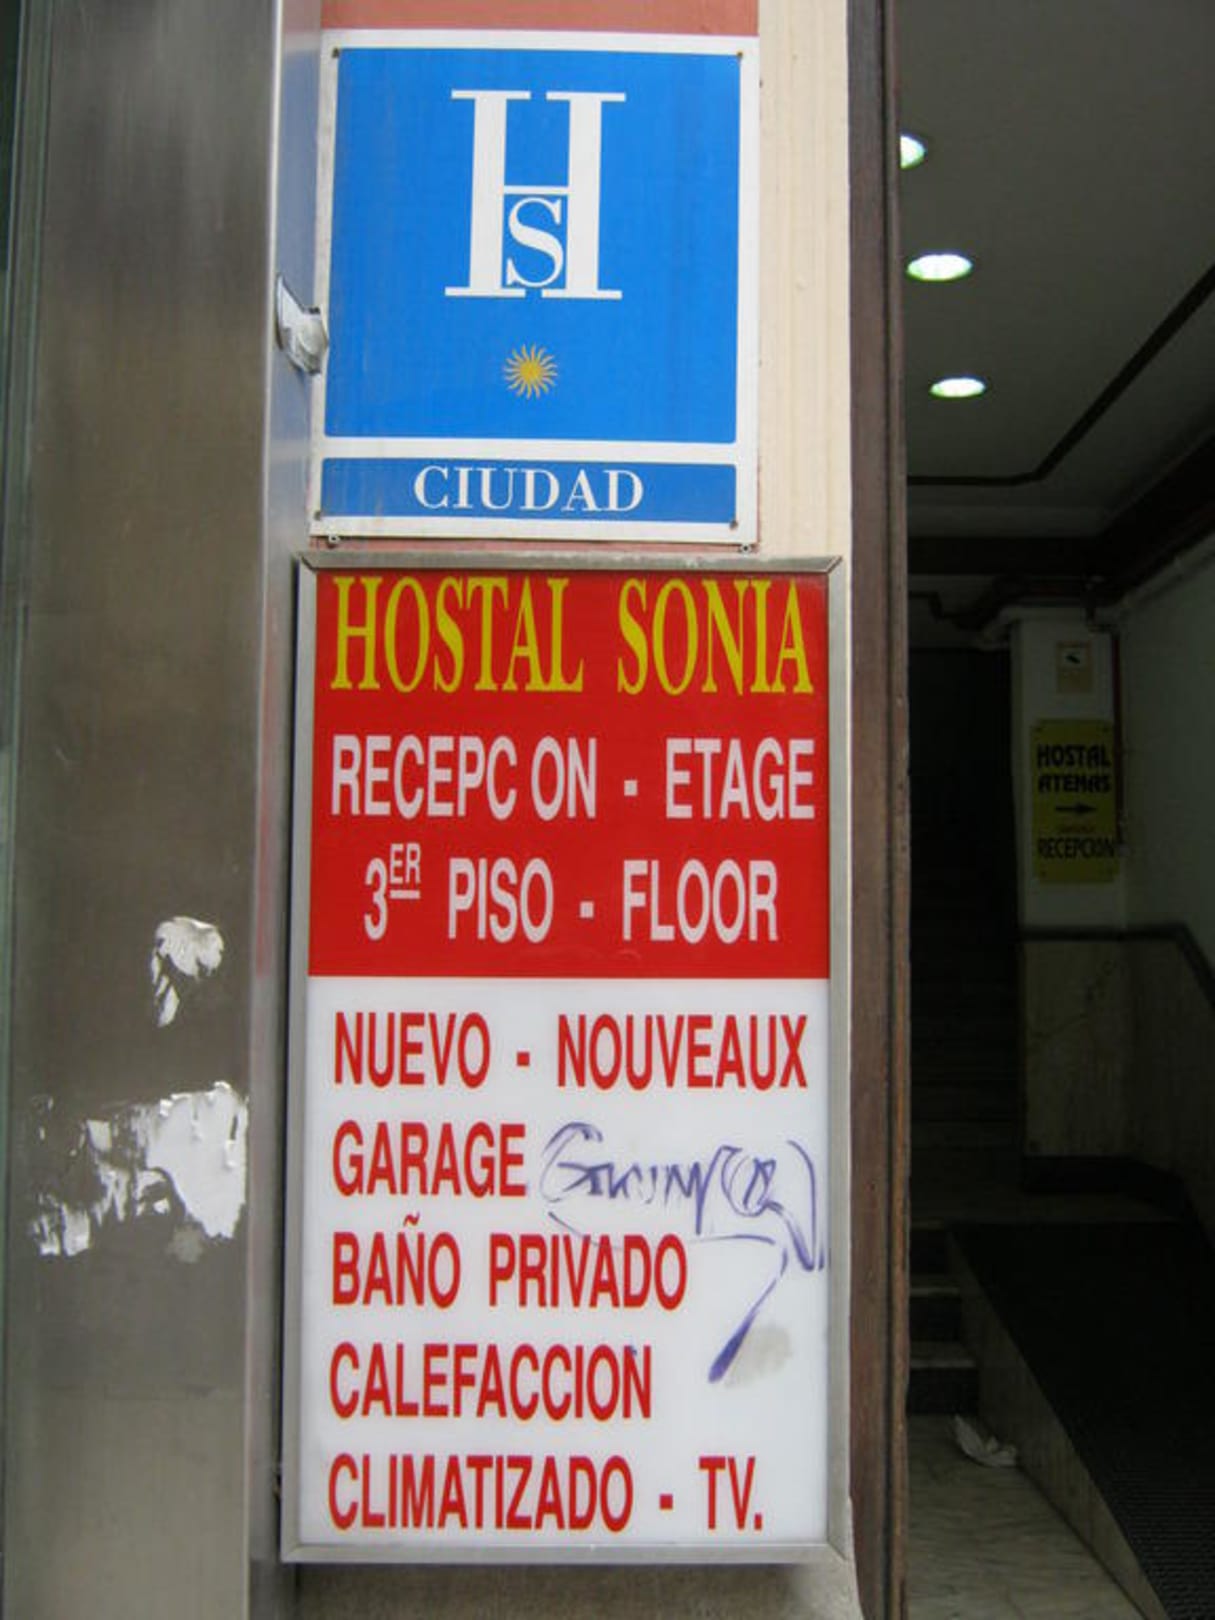 HS
CIUDAD
HOSTAL SONIA
RECEPC ON - ETAGE
3ER PISO - FLOOR
NUEVO - NOUVEAUX
GARAGE
BAÑO PRIVADO
CALEFACCION
CLIMATIZADO - TV.
HOSTAL
ATENAS
RECEPCION